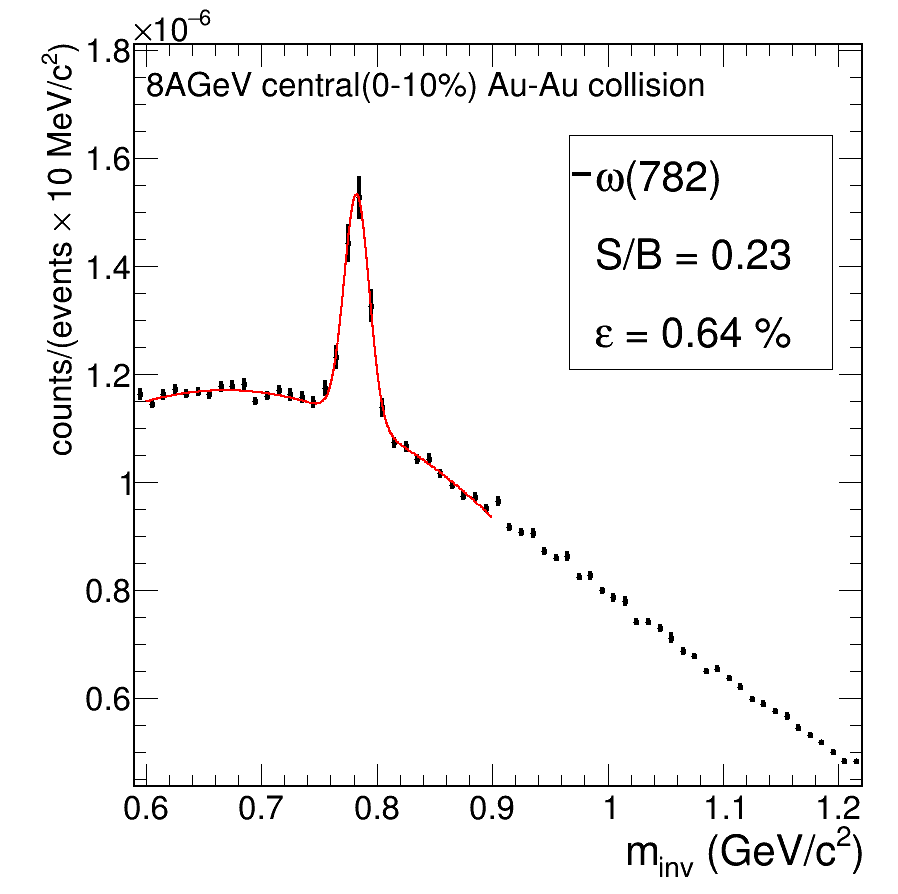 ×10⁻⁶
1.8
8AGeV central(0-10%) Au-Au collision
counts/(events × 10 MeV/c²)
1.6
ω(782)
S/B = 0.23
ε = 0.64 %
1.4
1.2
1
0.8
0.6
0.6 0.7 0.8 0.9 1 1.1 1.2
m_inv (GeV/c²)